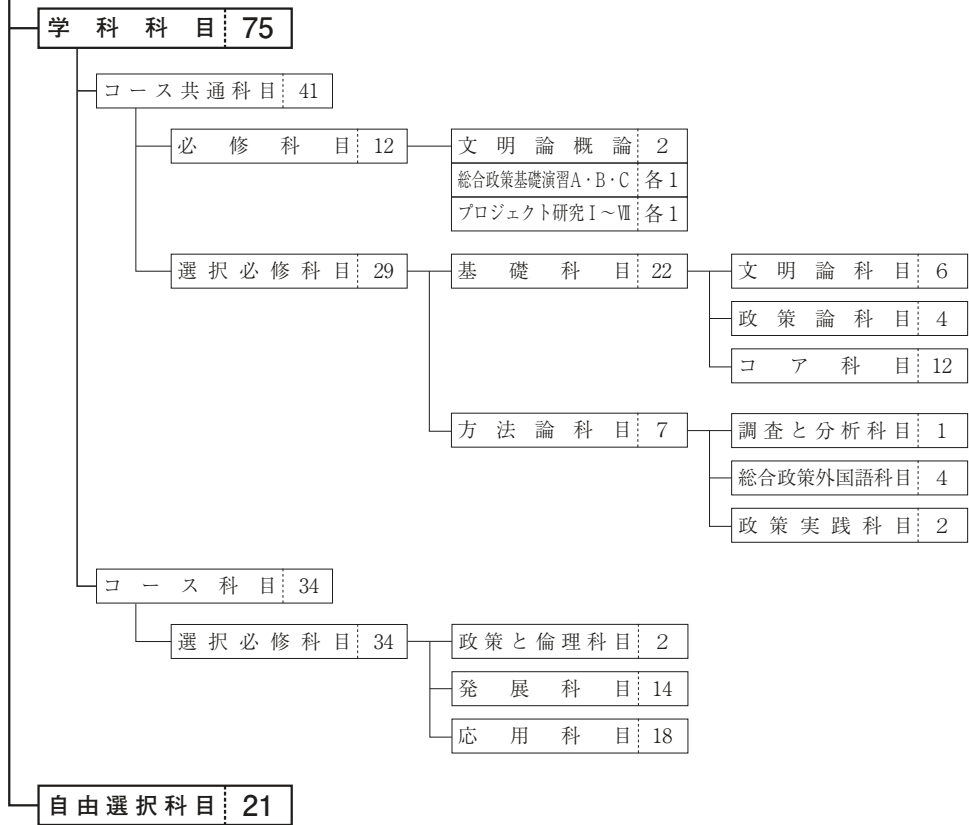 学科科目 75
コース共通科目 41
必修科目 12
文明論概論 2
総合政策基礎演習A・B・C 各1
プロジェクト研究Ⅰ～Ⅶ 各1
選択必修科目 29
基礎科目 22
文明論科目 6
政策論科目 4
コア科目 12
方法論科目 7
調査と分析科目 1
総合政策外国語科目 4
政策実践科目 2
コース科目 34
選択必修科目 34
政策と倫理科目 2
発展科目 14
応用科目 18
自由選択科目 21